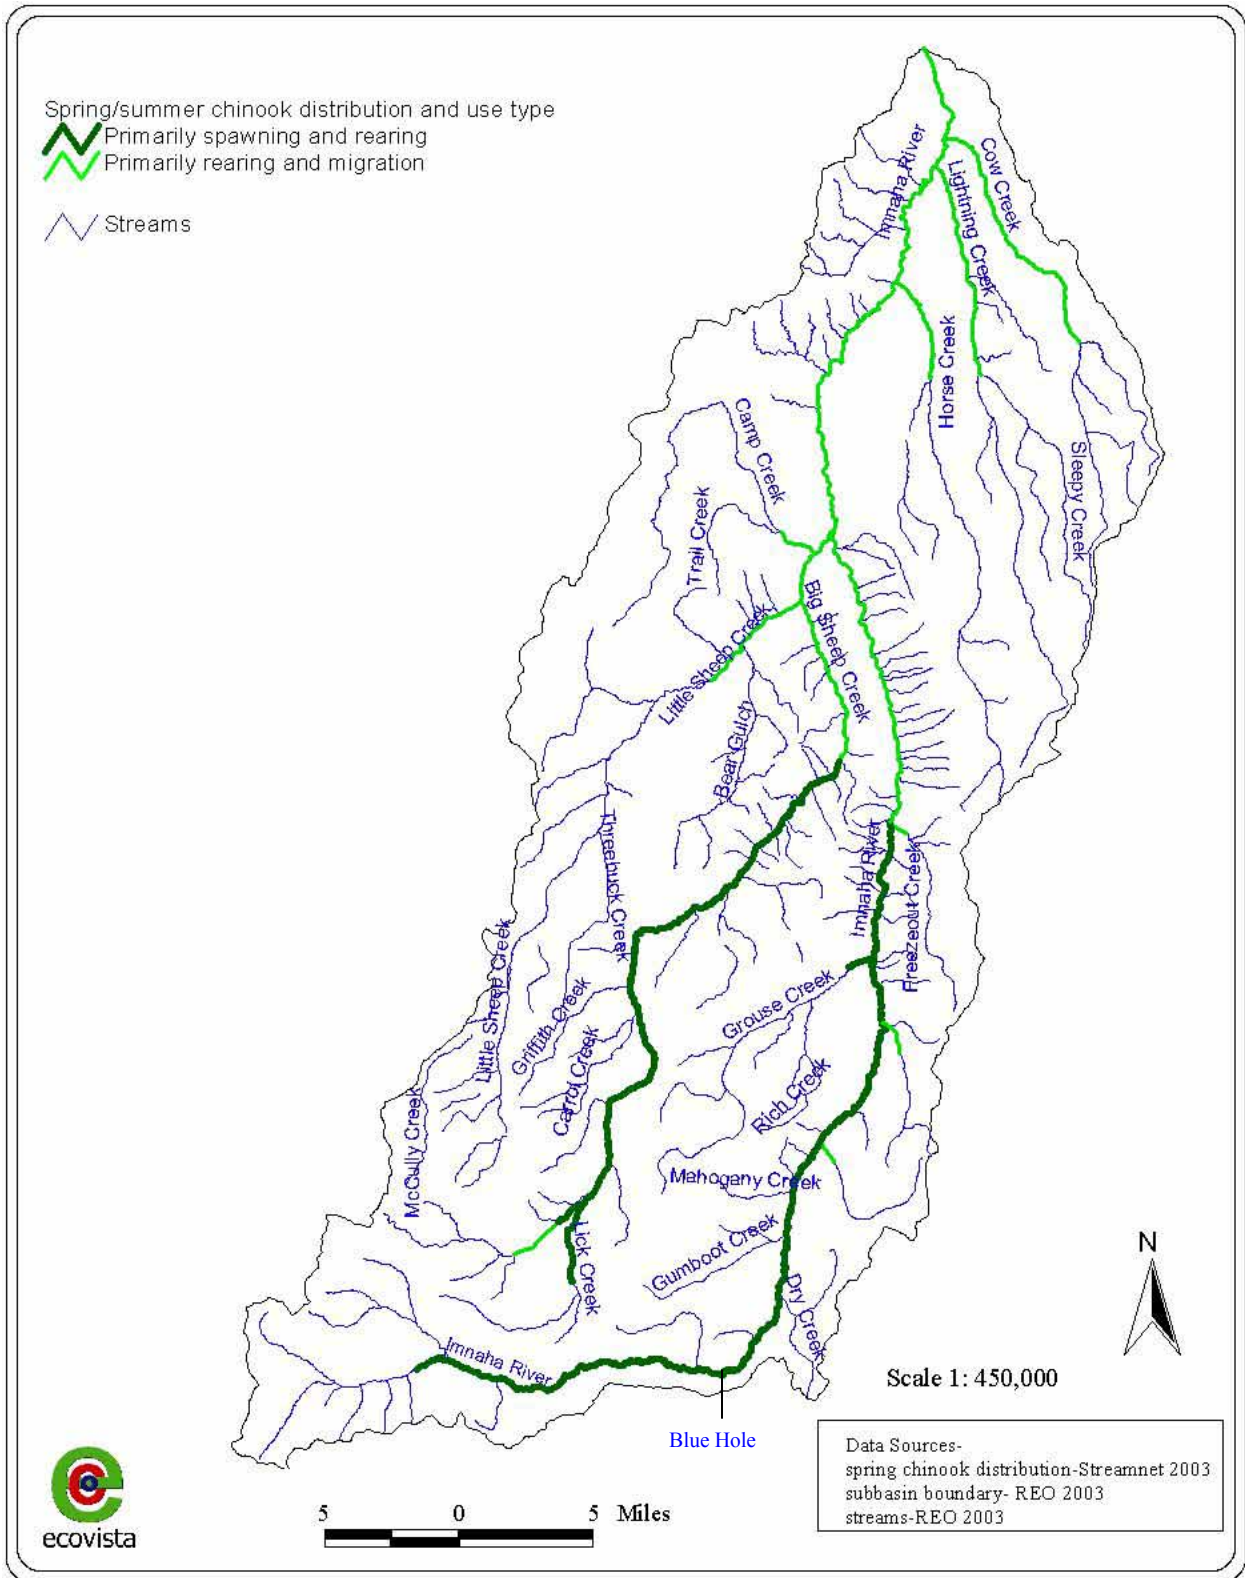 Spring/summer chinook distribution and use type
Primarily spawning and rearing
Primarily rearing and migration
Streams
Imnaha River
Cow Creek
Lightning Creek
Horse Creek
Camp Creek
Sleepy Creek
Trail Creek
Big Sheep Creek
Little Sheep Creek
Bear Gulch
Threebuck Creek
Imnaha River
Freezeout Creek
Little Sheep Creek
Grouse Creek
Griffith Creek
Carrol Creek
Rich Creek
McCully Creek
Mahogany Creek
Gumboot Creek
Lick Creek
Dry Creek
Imnaha River
N
Scale 1: 450,000
Blue Hole
Data Sources-
spring chinook distribution-Streamnet 2003
subbasin boundary- REO 2003
streams-REO 2003
e
ecovista
5 0 5 Miles